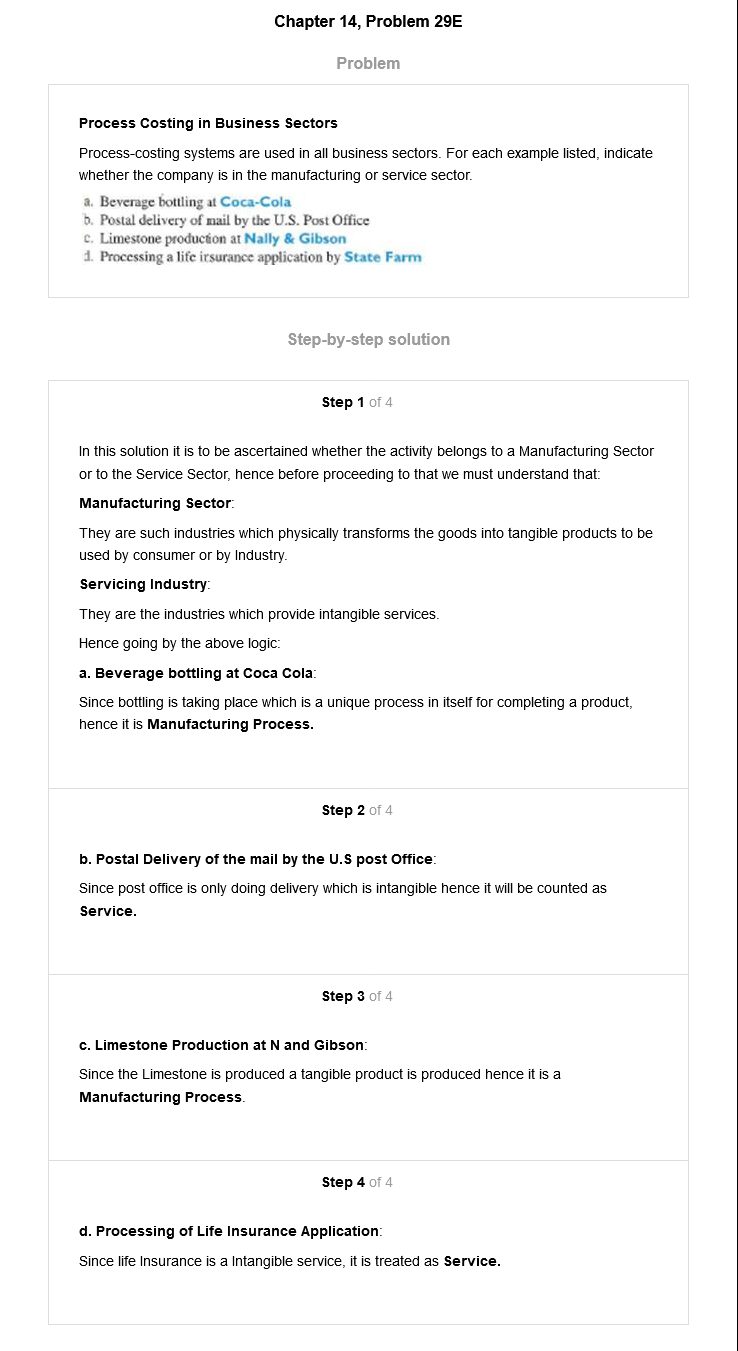 Chapter 14, Problem 29E
Problem
Process Costing in Business Sectors
Process-costing systems are used in all business sectors. For each example listed, indicate
whether the company is in the manufacturing or service sector.
a. Beverage bottling at Coca-Cola
b. Postal delivery of mail by the U.S. Post Office
c. Limestone production at Nally & Gibson
d. Processing a life insurance application by State Farm
Step-by-step solution
Step 1 of 4
In this solution it is to be ascertained whether the activity belongs to a Manufacturing Sector
or to the Service Sector, hence before proceeding to that we must understand that:
Manufacturing Sector:
They are such industries which physically transforms the goods into tangible products to be
used by consumer or by Industry.
Servicing Industry:
They are the industries which provide intangible services.
Hence going by the above logic:
a. Beverage bottling at Coca Cola:
Since bottling is taking place which is a unique process in itself for completing a product,
hence it is Manufacturing Process.
Step 2 of 4
b. Postal Delivery of the mail by the U.S post Office:
Since post office is only doing delivery which is intangible hence it will be counted as
Service.
Step 3 of 4
c. Limestone Production at N and Gibson:
Since the Limestone is produced a tangible product is produced hence it is a
Manufacturing Process.
Step 4 of 4
d. Processing of Life Insurance Application:
Since life Insurance is a Intangible service, it is treated as Service.